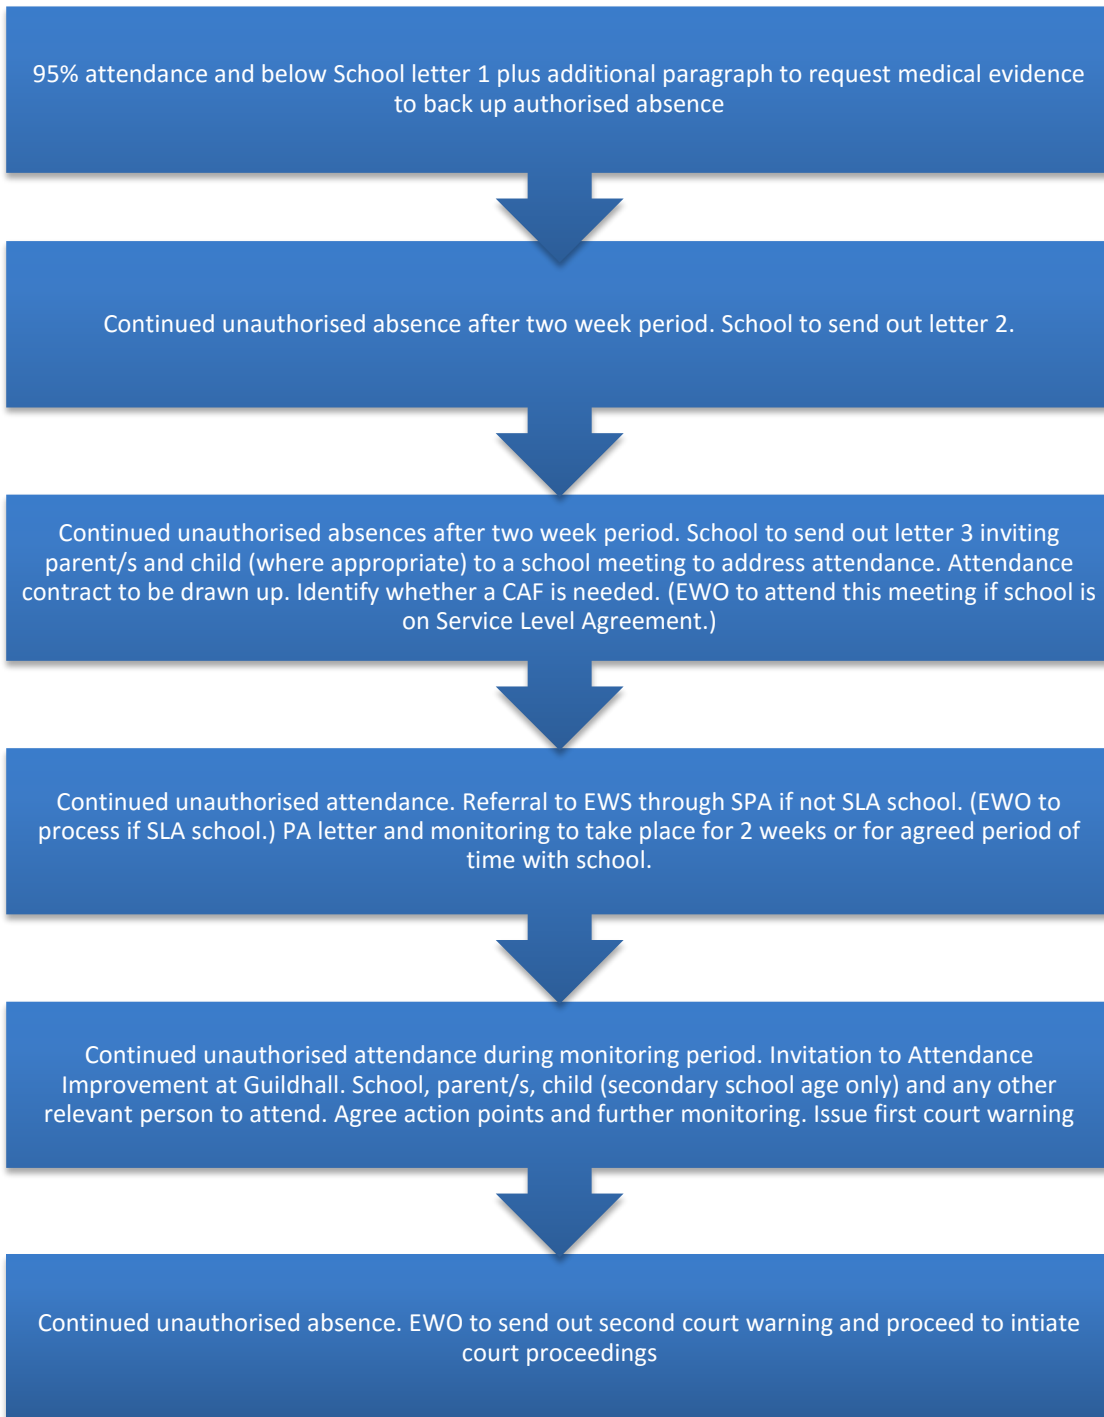 95% attendance and below School letter 1 plus additional paragraph to request medical evidence
to back up authorised absence
Continued unauthorised absence after two week period. School to send out letter 2.
Continued unauthorised absences after two week period. School to send out letter 3 inviting
parent/s and child (where appropriate) to a school meeting to address attendance. Attendance
contract to be drawn up. Identify whether a CAF is needed. (EWO to attend this meeting if school is
on Service Level Agreement.)
Continued unauthorised attendance. Referral to EWS through SPA if not SLA school. (EWO to
process if SLA school.) PA letter and monitoring to take place for 2 weeks or for agreed period of
time with school.
Continued unauthorised attendance during monitoring period. Invitation to Attendance
Improvement at Guildhall. School, parent/s, child (secondary school age only) and any other
relevant person to attend. Agree action points and further monitoring. Issue first court warning
Continued unauthorised absence. EWO to send out second court warning and proceed to intiate
court proceedings